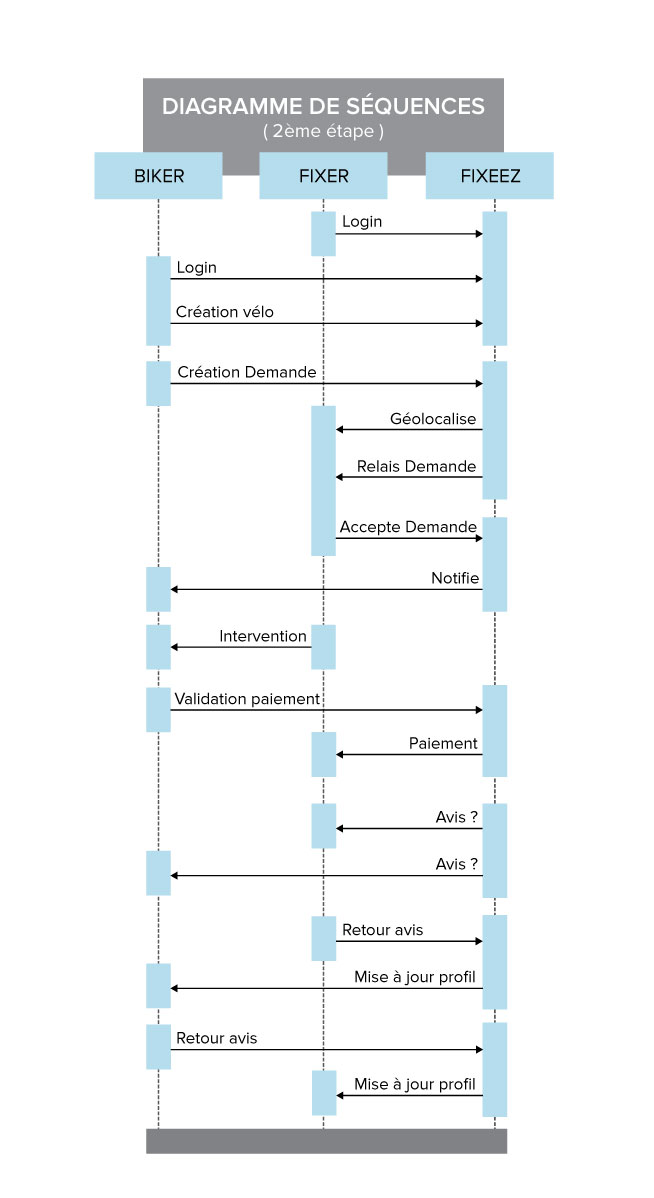 DIAGRAMME DE SÉQUENCES
( 2ème étape )
BIKER
FIXER
FIXEEZ
Login
Login
Création vélo
Création Demande
Géolocalise
Relais Demande
Accepte Demande
Notifie
Intervention
Validation paiement
Paiement
Avis ?
Avis ?
Retour avis
Mise à jour profil
Retour avis
Mise à jour profil